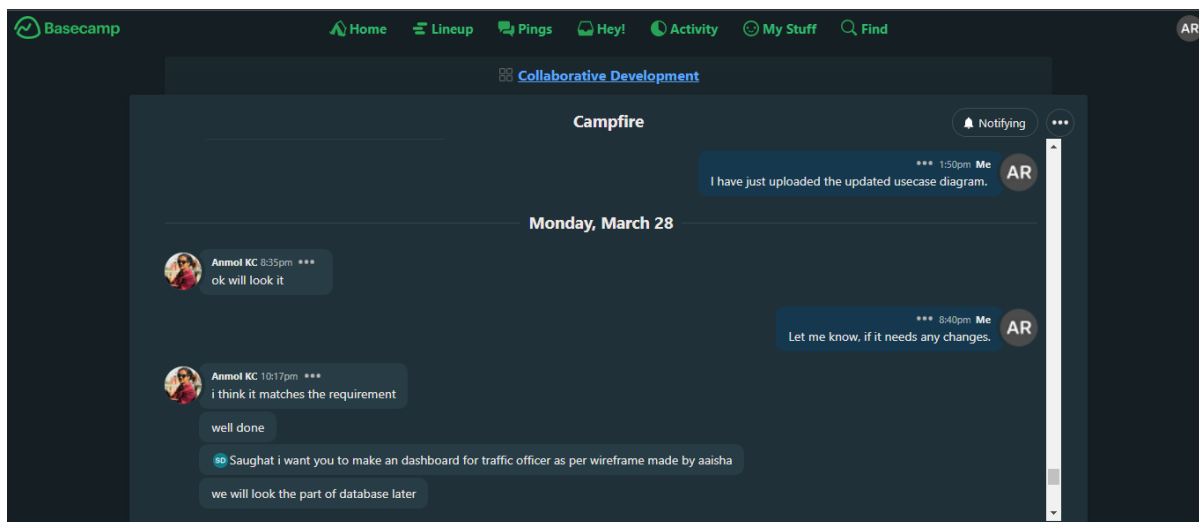 Basecamp Home Lineup Pings Hey! Activity My Stuff Find AR
Collaborative Development
Campfire
Notifying
1:50pm Me
I have just uploaded the updated usecase diagram.
AR
Monday, March 28
Anmol KC 8:35pm
ok will look it
8:40pm Me
Let me know, if it needs any changes.
AR
Anmol KC 10:17pm
i think it matches the requirement
well done
SD Saughat i want you to make an dashboard for traffic officer as per wireframe made by aaisha
we will look the part of database later